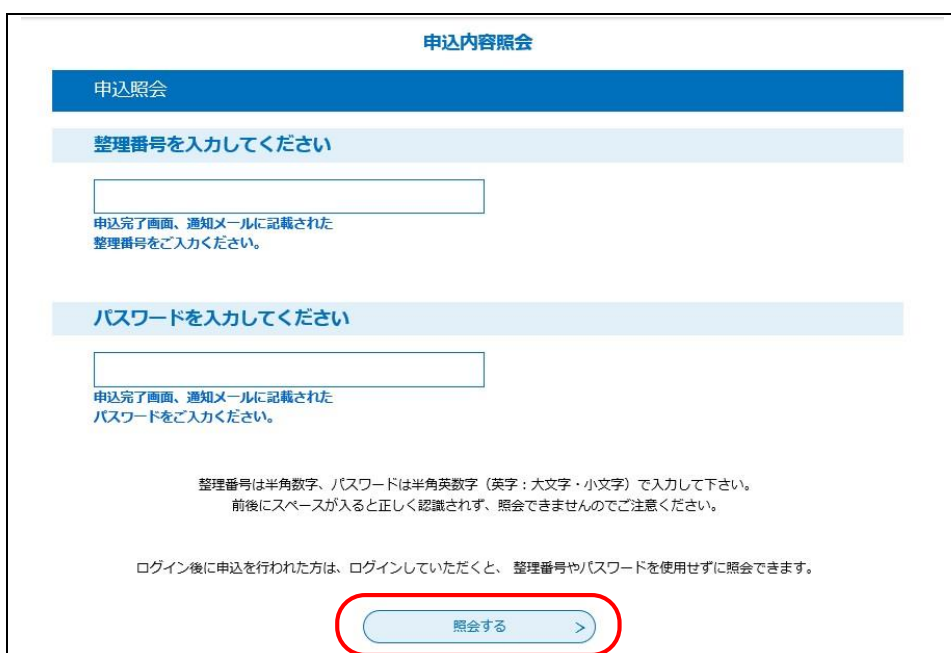 申込内容照会
申込照会
整理番号を入力してください
申込完了画面、通知メールに記載された
整理番号をご入力ください。
パスワードを入力してください
申込完了画面、通知メールに記載された
パスワードをご入力ください。
整理番号は半角数字、パスワードは半角英数字（英字：大文字・小文字）で入力して下さい。
前後にスペースが入ると正しく認識されず、照会できませんのでご注意ください。
ログイン後に申込を行われた方は、ログインしていただくと、 整理番号やパスワードを使用せずに照会できます。
照会する >